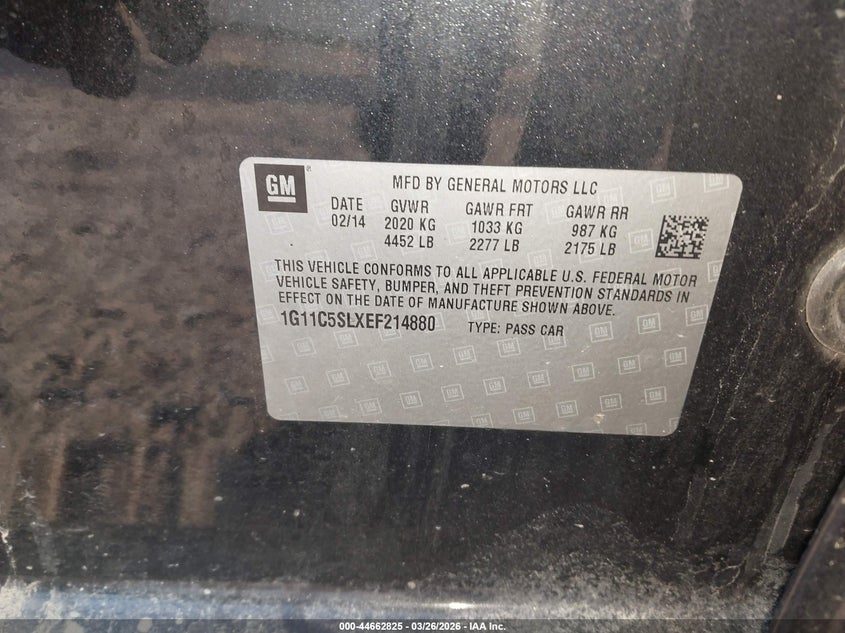 GM ®
MFD BY GENERAL MOTORS LLC
DATE GVWR GAWR FRT GAWR RR
02/14 2020 KG 1033 KG 987 KG
4452 LB 2277 LB 2175 LB
THIS VEHICLE CONFORMS TO ALL APPLICABLE U.S. FEDERAL MOTOR
VEHICLE SAFETY, BUMPER, AND THEFT PREVENTION STANDARDS IN
EFFECT ON THE DATE OF MANUFACTURE SHOWN ABOVE.
1G11C5SLXEF214880 TYPE: PASS CAR
000-44662825 - 03/26/2026 - IAA Inc.